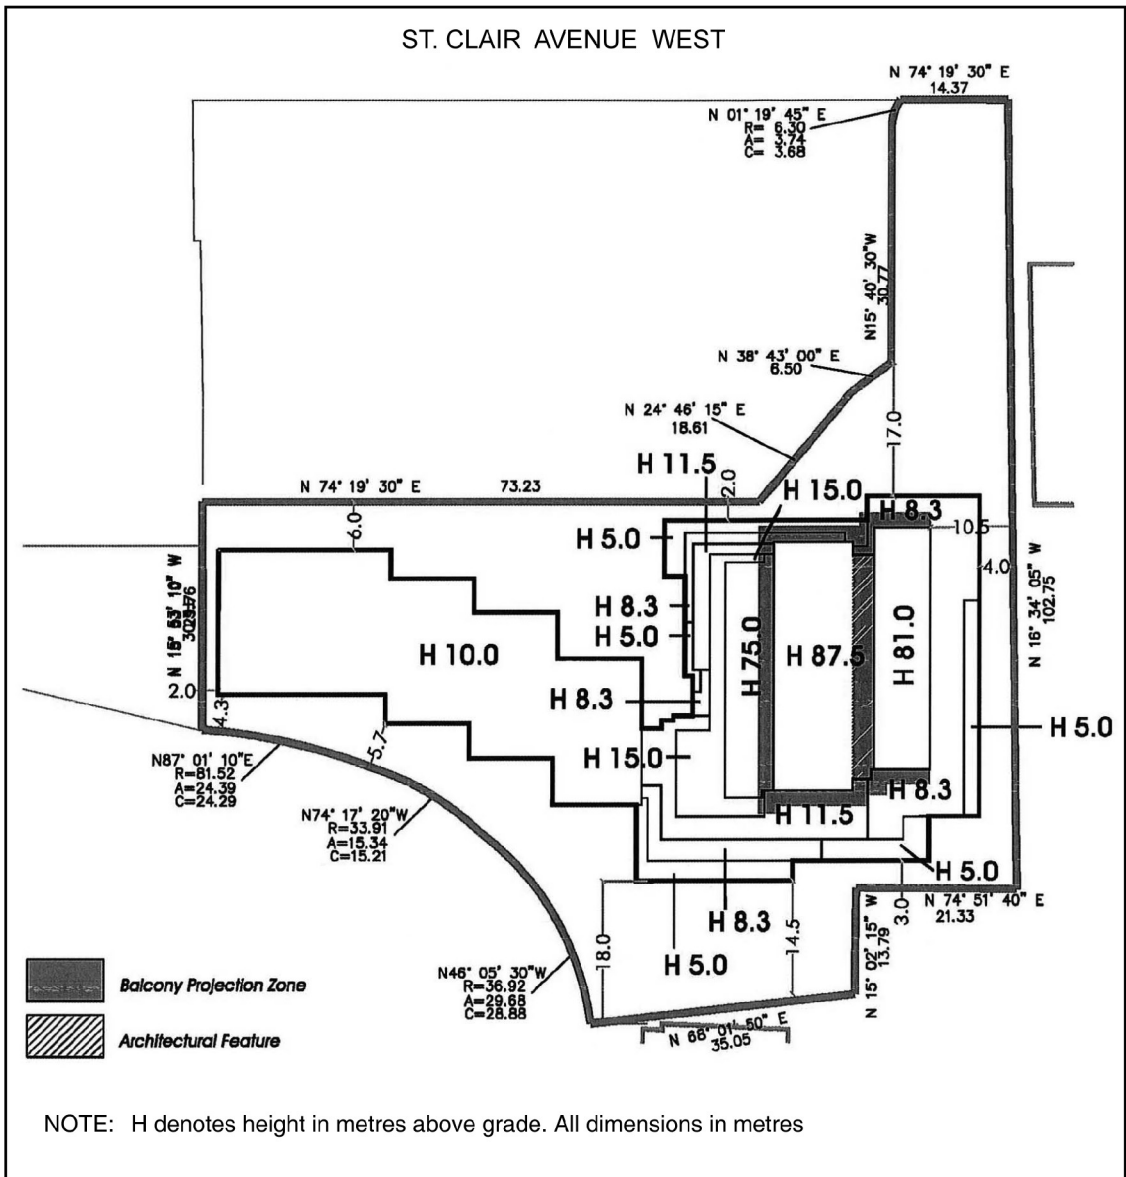 ST. CLAIR AVENUE WEST
N 74° 19' 30" E
14.37
N 01° 19' 45" E
R= 6.30
A= 3.74
C= 3.68
N15° 40' 30"W
30.77
N 38° 43' 00" E
6.50
N 24° 46' 15" E
18.61
17.0
H 11.5
2.0
H 15.0
N 74° 19' 30" E
73.23
6.0
H 5.0
H 8.3
10.5
4.0
N 16° 34' 05" W
102.75
H 8.3
H 5.0
H 10.0
H 75.0
H 87.5
H 81.0
2.0
4.3
H 8.3
H 5.0
5.7
H 15.0
N87° 01' 10"E
R=81.52
A=24.39
C=24.29
H 8.3
H 11.5
N74° 17' 20"W
R=33.91
A=15.34
C=15.21
H 5.0
N 74° 51' 40" E
21.33
3.0
H 8.3
N 15° 02' 15" W
13.79
18.0
14.5
H 5.0
N46° 05' 30"W
R=36.92
A=29.68
C=28.88
N 68° 01' 50" E
35.05
Balcony Projection Zone
Architectural Feature
NOTE: H denotes height in metres above grade. All dimensions in metres